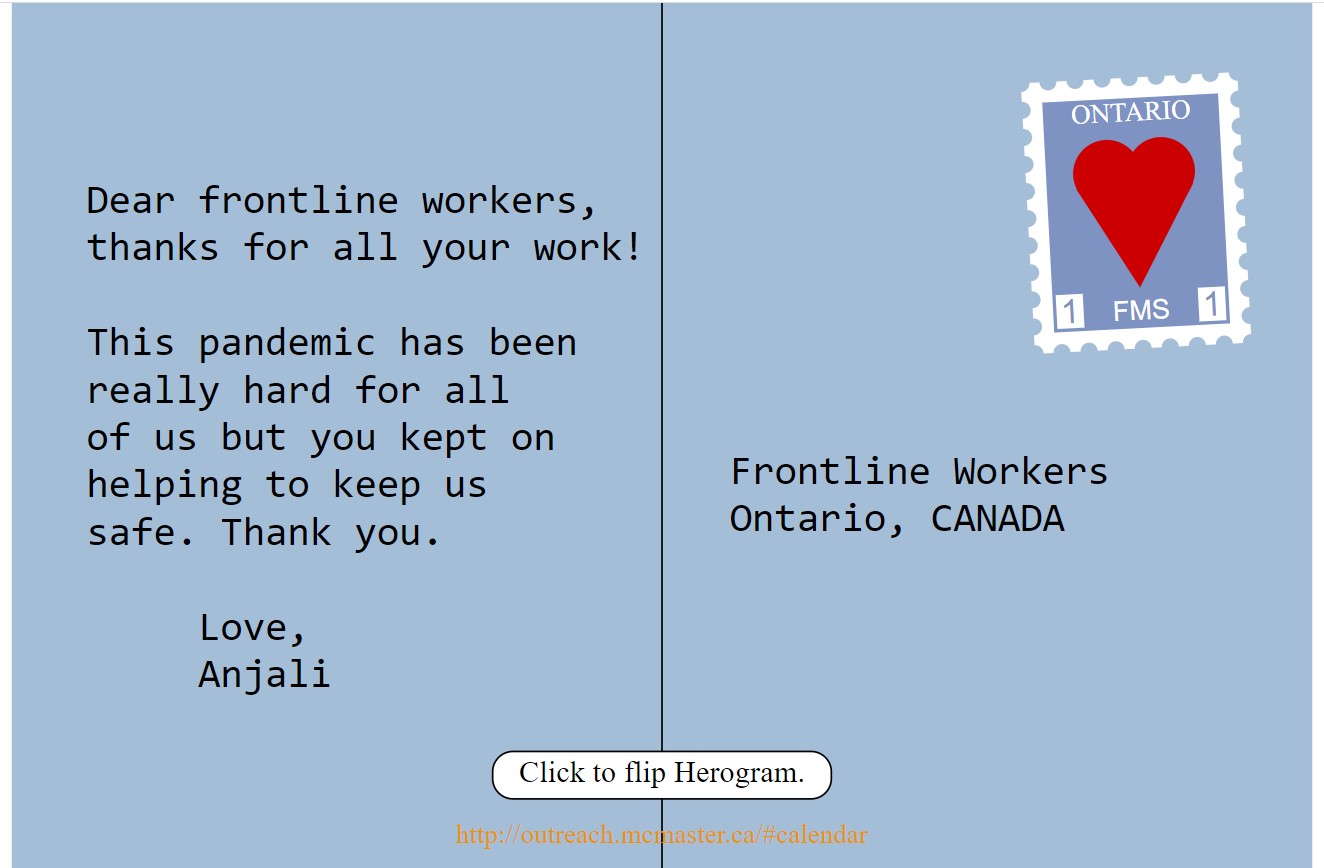 Dear frontline workers,
thanks for all your work!
This pandemic has been
really hard for all
of us but you kept on
helping to keep us
safe. Thank you.
Love,
Anjali
ONTARIO
1 FMS 1
Frontline Workers
Ontario, CANADA
Click to flip Herogram.
http://outreach.mcmaster.ca/#calendar